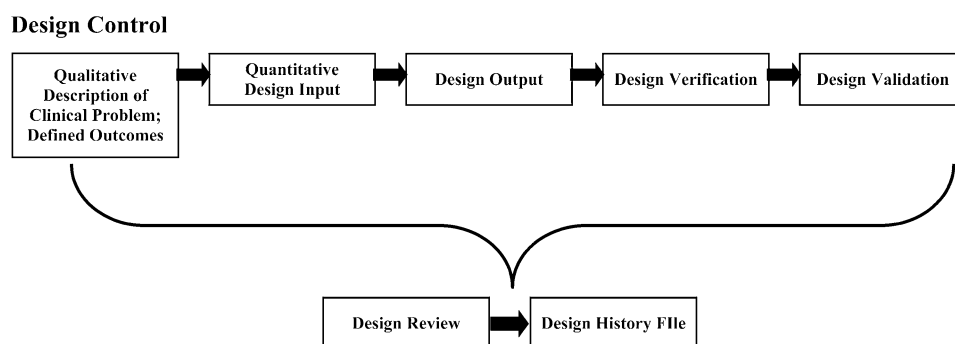 Design Control
Qualitative
Description of
Clinical Problem;
Defined Outcomes
Quantitative
Design Input
Design Output
Design Verification
Design Validation
Design Review
Design History FIle